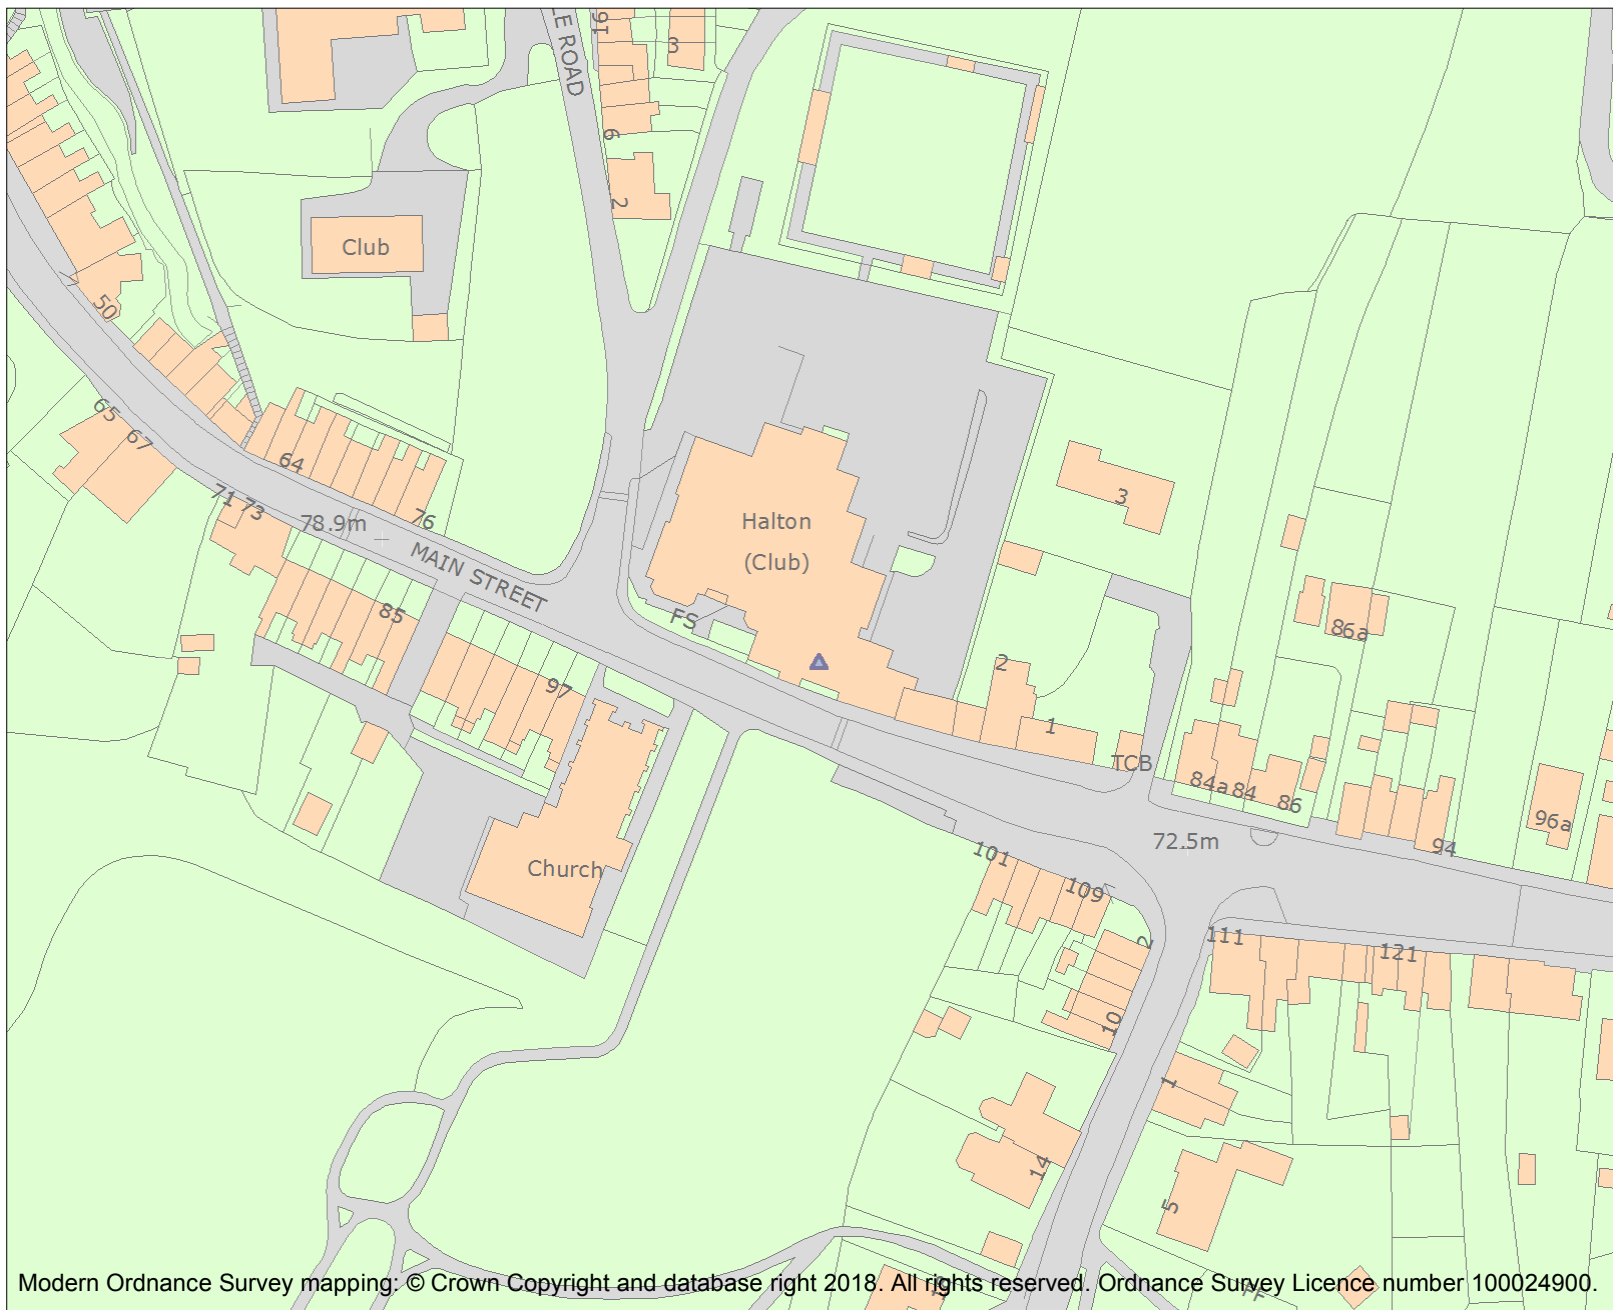 LE ROAD
16
3
6
2
Club
50
65
67
64
76
71
73
78.9m
MAIN STREET
85
97
Halton
(Club)
FS
3
86a
2
1
TCB
84a
84
86
94
96a
72.5m
Church
101
109
2
111
121
10
1
14
5
Modern Ordnance Survey mapping: © Crown Copyright and database right 2018. All rights reserved. Ordnance Survey Licence number 100024900.